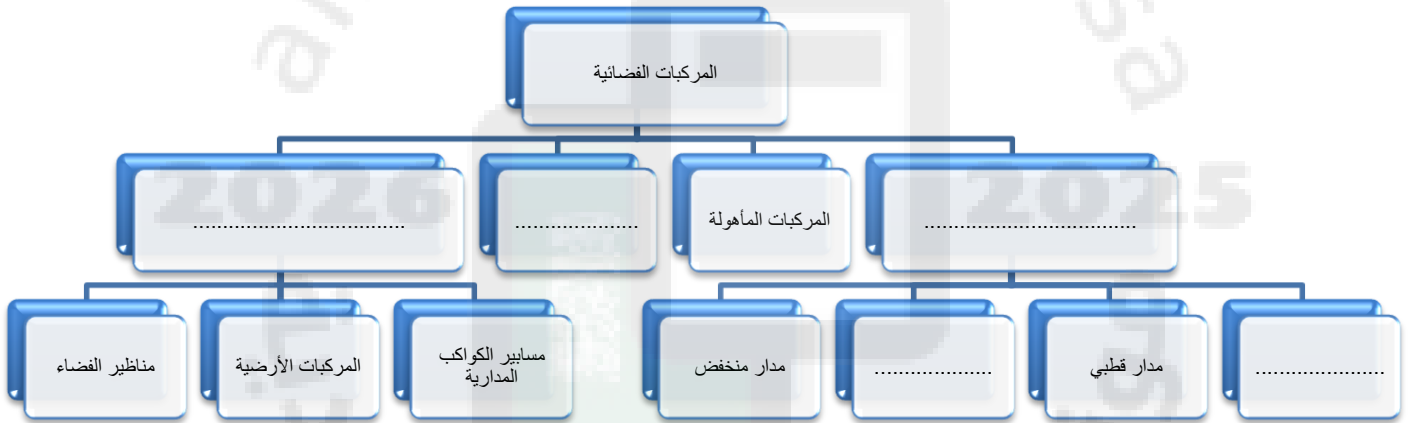 المركبات الفضائية
....................................
المركبات المأهولة
.....................
....................................
......................
مدار قطبي
....................
مدار منخفض
مسابير الكواكب
المدارية
المركبات الأرضية
مناظير الفضاء
2026
2025